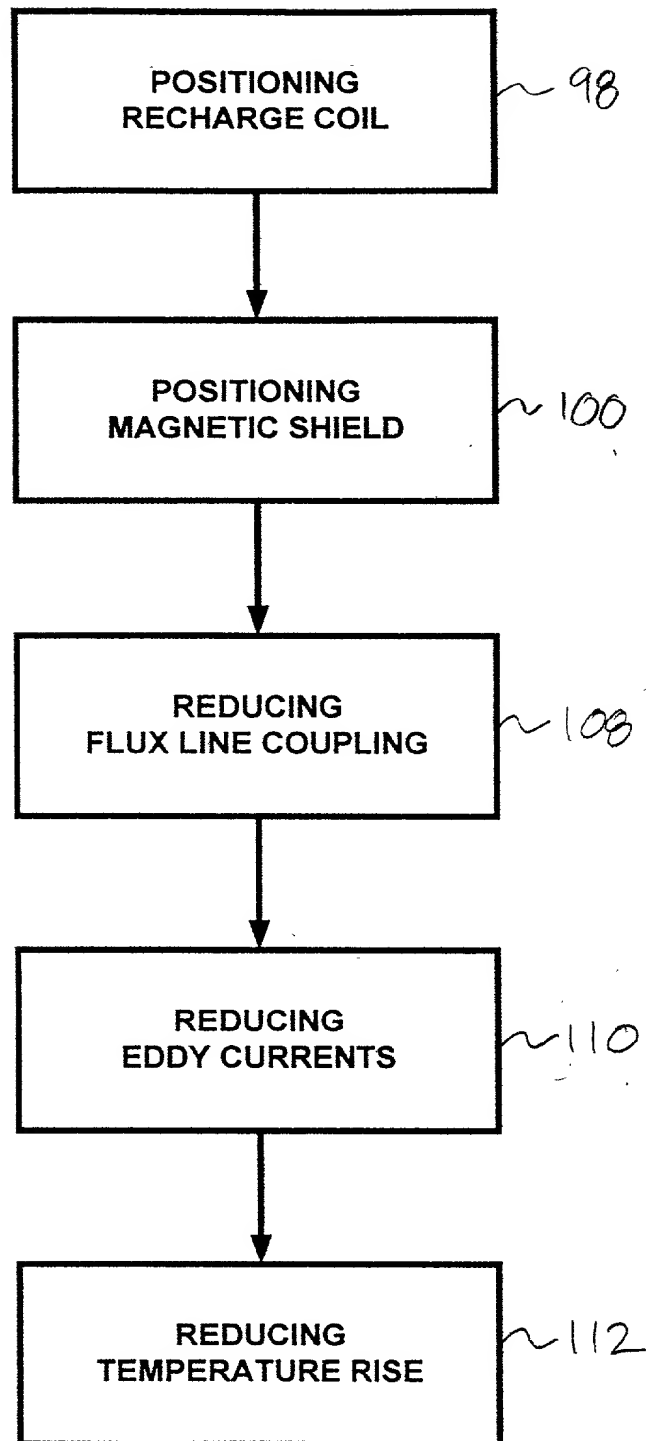 POSITIONING
RECHARGE COIL
98
POSITIONING
MAGNETIC SHIELD
100
REDUCING
FLUX LINE COUPLING
108
REDUCING
EDDY CURRENTS
110
REDUCING
TEMPERATURE RISE
112